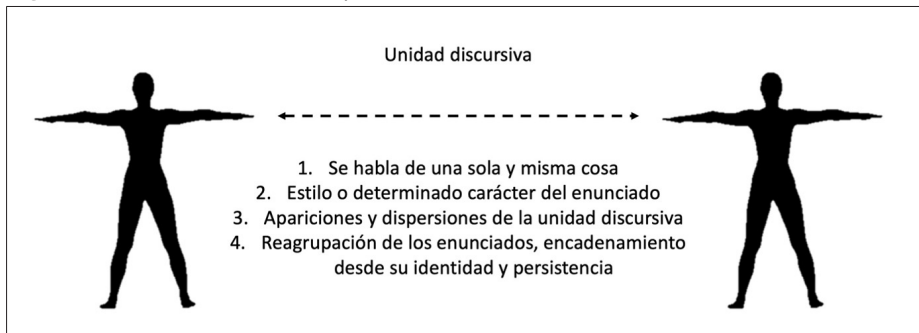 Unidad discursiva
1. Se habla de una sola y misma cosa
2. Estilo o determinado carácter del enunciado
3. Apariciones y dispersiones de la unidad discursiva
4. Reagrupación de los enunciados, encadenamiento
desde su identidad y persistencia